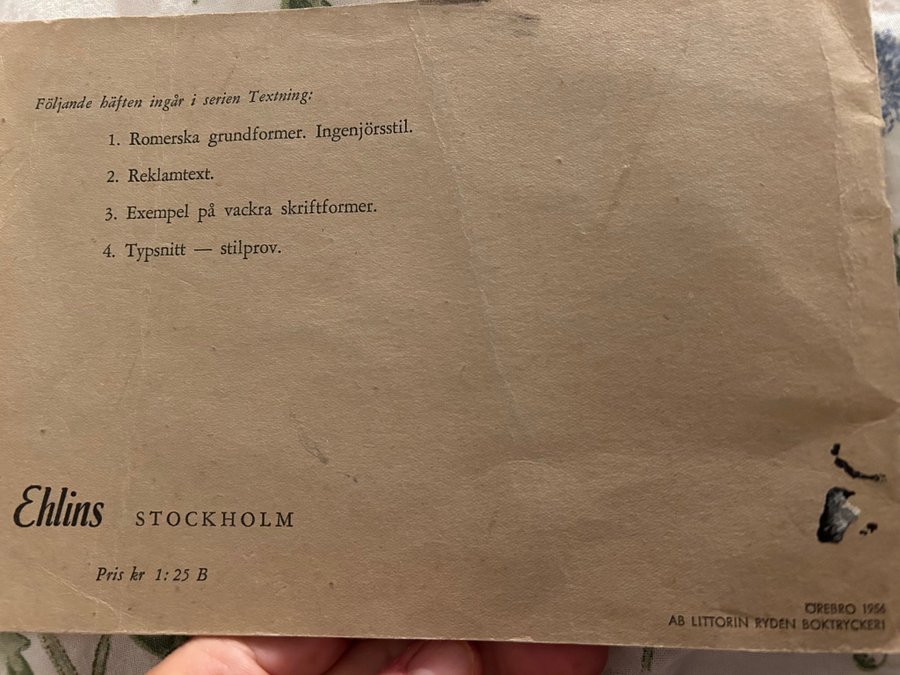 Följande häften ingår i serien Textning:
1. Romerska grundformer. Ingenjörsstil.
2. Reklamtext.
3. Exempel på vackra skriftformer.
4. Typsnitt — stilprov.
Ehlins STOCKHOLM
Pris kr 1:25 B
ÖREBRO 1956
AB LITTORIN RYDEN BOKTRYCKERI